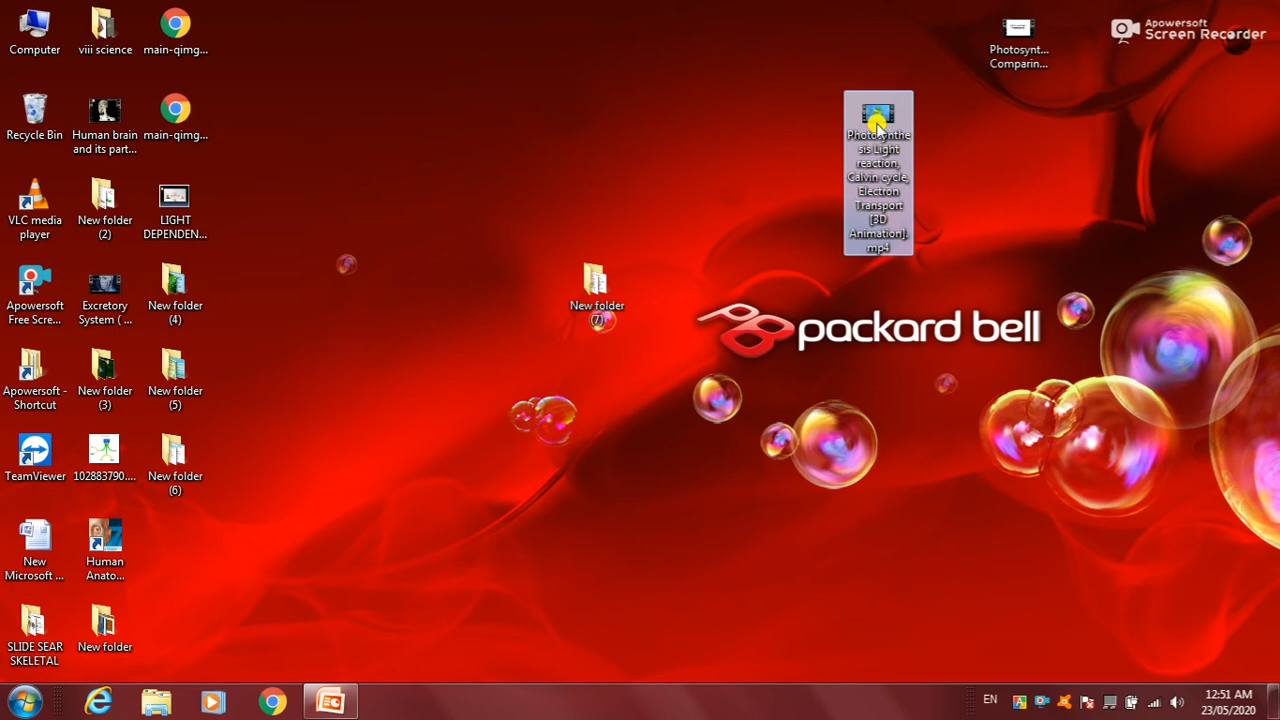 Computer
viii science
main-qimg...
Recycle Bin
Human brain
and its part...
main-qimg...
VLC media
player
New folder
(2)
LIGHT
DEPENDEN...
Apowersoft
Free Scre...
Excretory
System ( ...
New folder
(4)
Apowersoft -
Shortcut
New folder
(3)
New folder
(5)
TeamViewer
102883790....
New folder
(6)
New
Microsoft ...
Human
Anato...
SLIDE SEAR
SKELETAL
New folder
New folder
(7)
Photosynthe
sis Light
reaction,
Calvin cycle,
Electron
Transport
[3D
Animation].
mp4
Photosynt...
Comparin...
Apowersoft
Screen Recorder
packard bell
EN
12:51 AM
23/05/2020